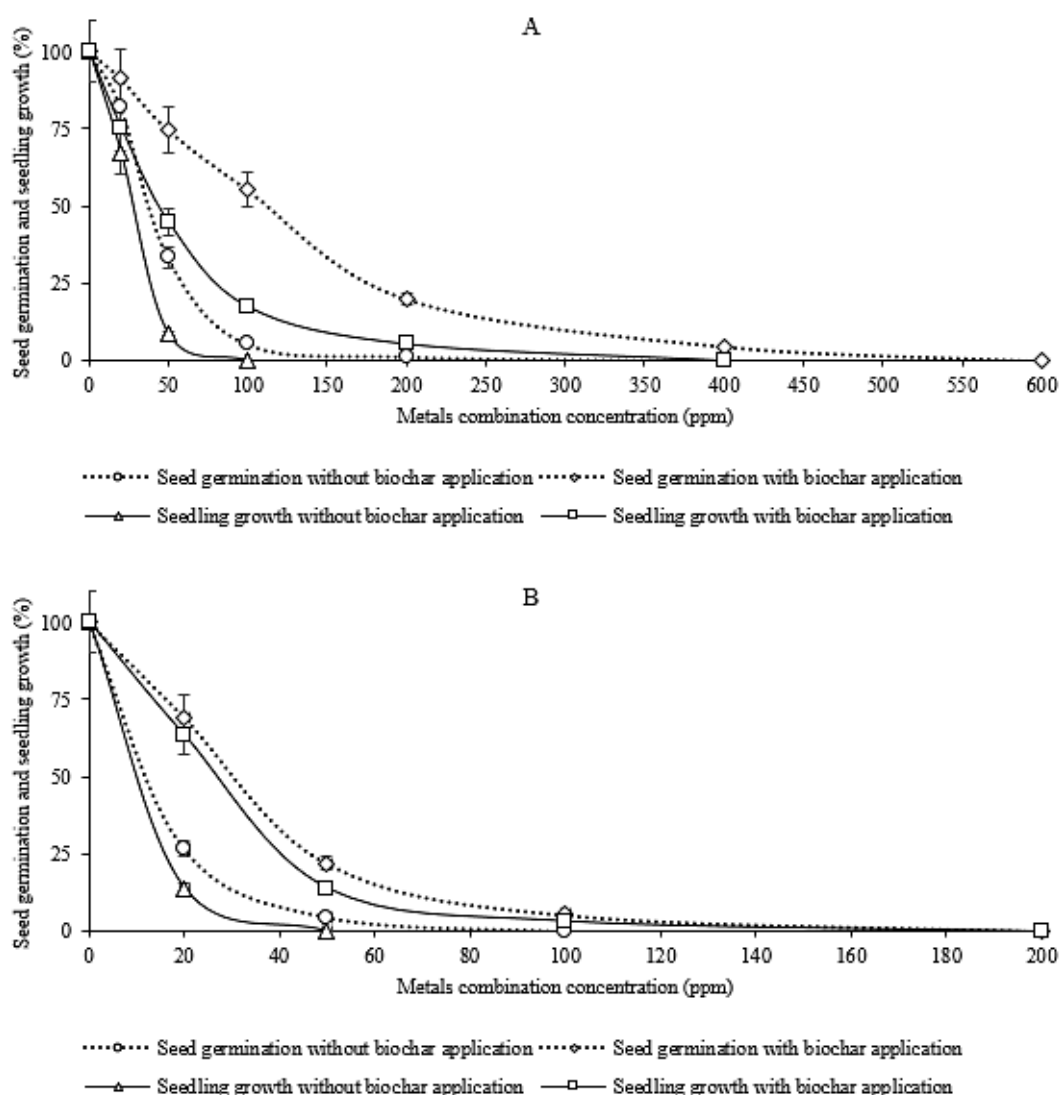 A
Seed germination and seedling growth (%)
100
75
50
25
0
0 50 100 150 200 250 300 350 400 450 500 550 600
Metals combination concentration (ppm)
Seed germination without biochar application Seed germination with biochar application
Seedling growth without biochar application Seedling growth with biochar application
B
Seed germination and seedling growth (%)
100
75
50
25
0
0 20 40 60 80 100 120 140 160 180 200
Metals combination concentration (ppm)
Seed germination without biochar application Seed germination with biochar application
Seedling growth without biochar application Seedling growth with biochar application